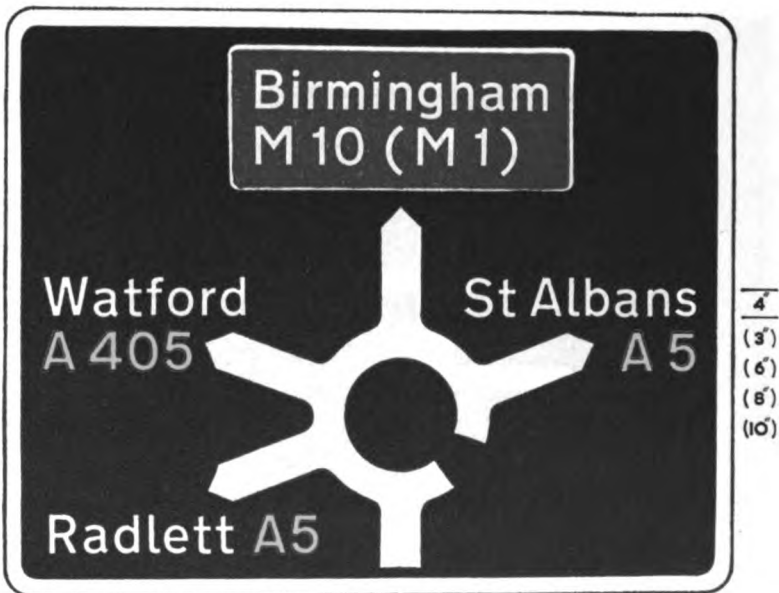 Birmingham
M 10 (M 1)
Watford
A 405
St Albans
A 5
Radlett A5
4"
(3")
(6")
(8")
(10")